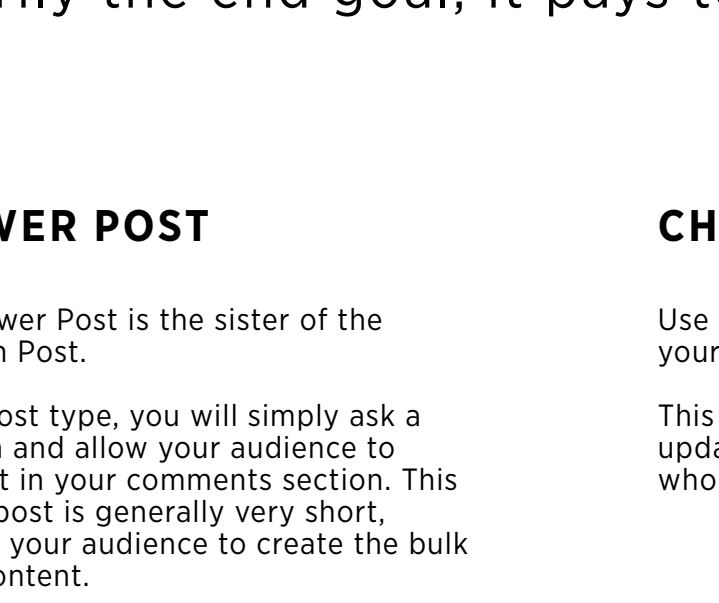 the end goal, it pays
WER POST
wer Post is the sister of the
n Post.
ost type, you will simply ask a
and allow your audience to
t in your comments section. This
post is generally very short,
your audience to create the bulk
ontent.
CH
Use
your
This
upda
who